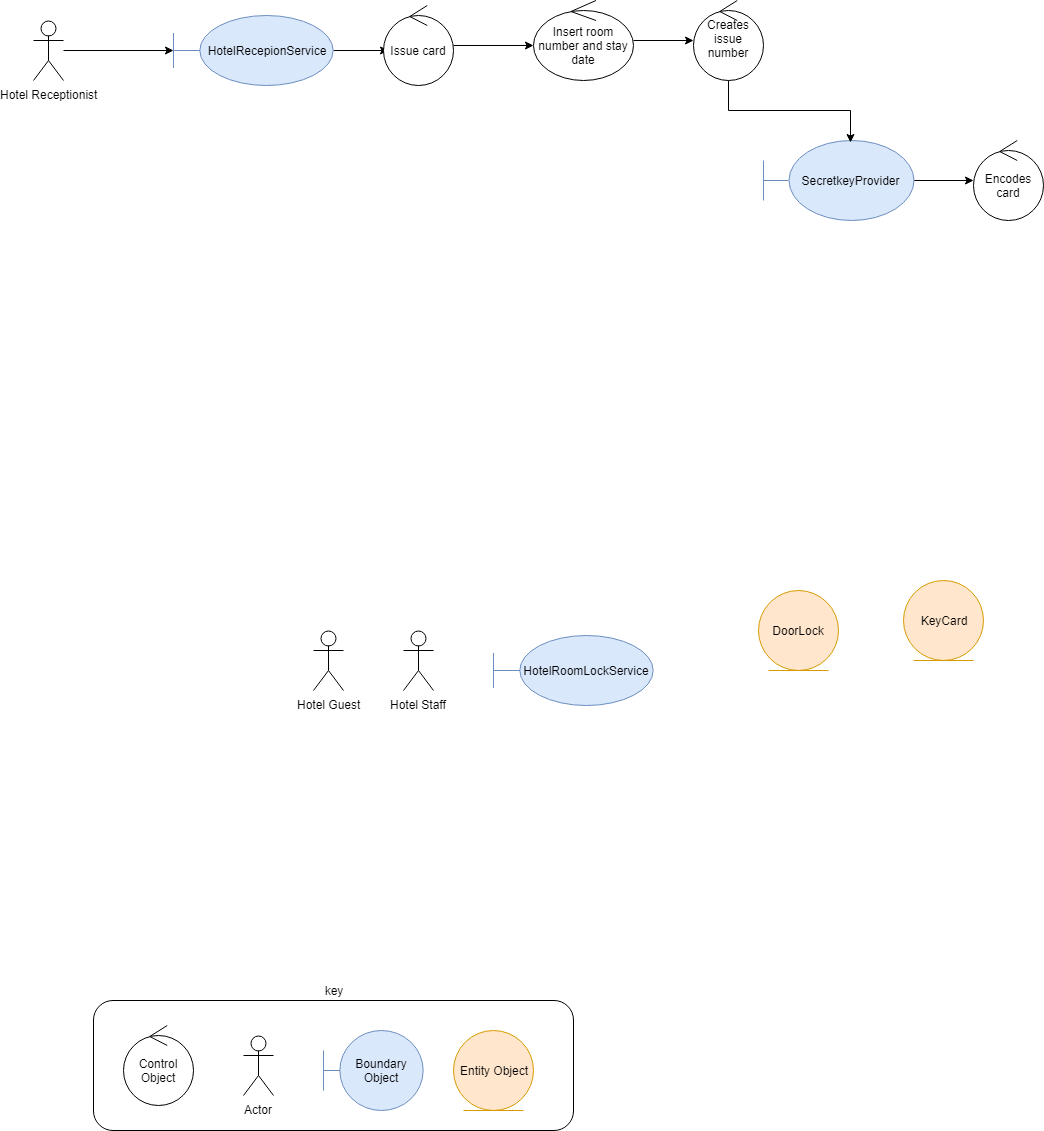 Hotel Receptionist
HotelRecepionService
Issue card
Insert room
number and stay
date
Creates
issue
number
SecretkeyProvider
Encodes
card
Hotel Guest
Hotel Staff
HotelRoomLockService
DoorLock
KeyCard
key
Control
Object
Actor
Boundary
Object
Entity Object